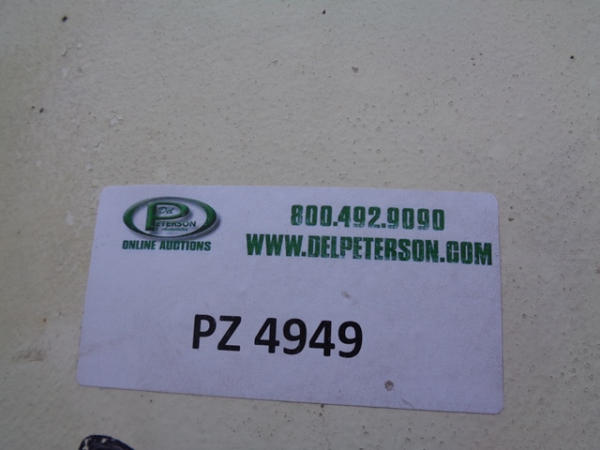 Del
PETERSON
ONLINE AUCTIONS
800.492.9090
WWW.DELPETERSON.COM
PZ 4949